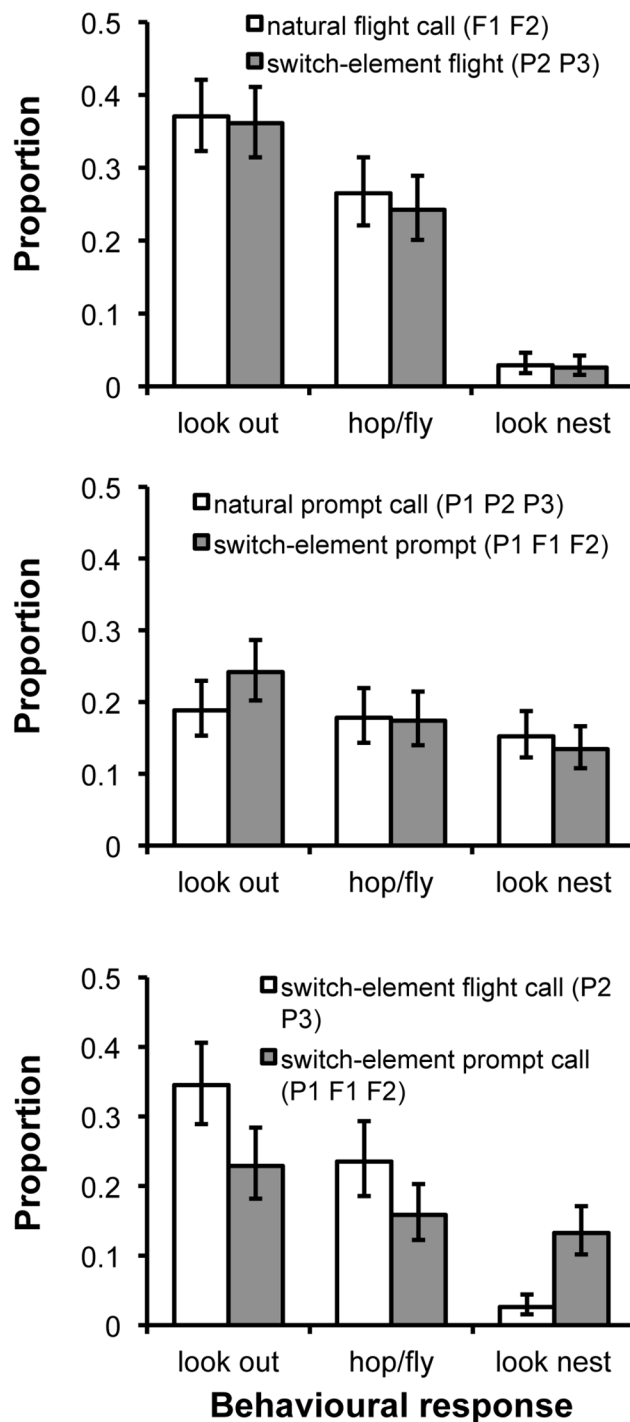 0.5
natural flight call (F1 F2)
switch-element flight (P2 P3)
0.4
0.3
0.2
0.1
0
Proportion
look out hop/fly look nest
0.5
natural prompt call (P1 P2 P3)
switch-element prompt (P1 F1 F2)
0.4
0.3
0.2
0.1
0
Proportion
look out hop/fly look nest
0.5
switch-element flight call (P2
P3)
switch-element prompt call
(P1 F1 F2)
0.4
0.3
0.2
0.1
0
Proportion
look out hop/fly look nest
Behavioural response